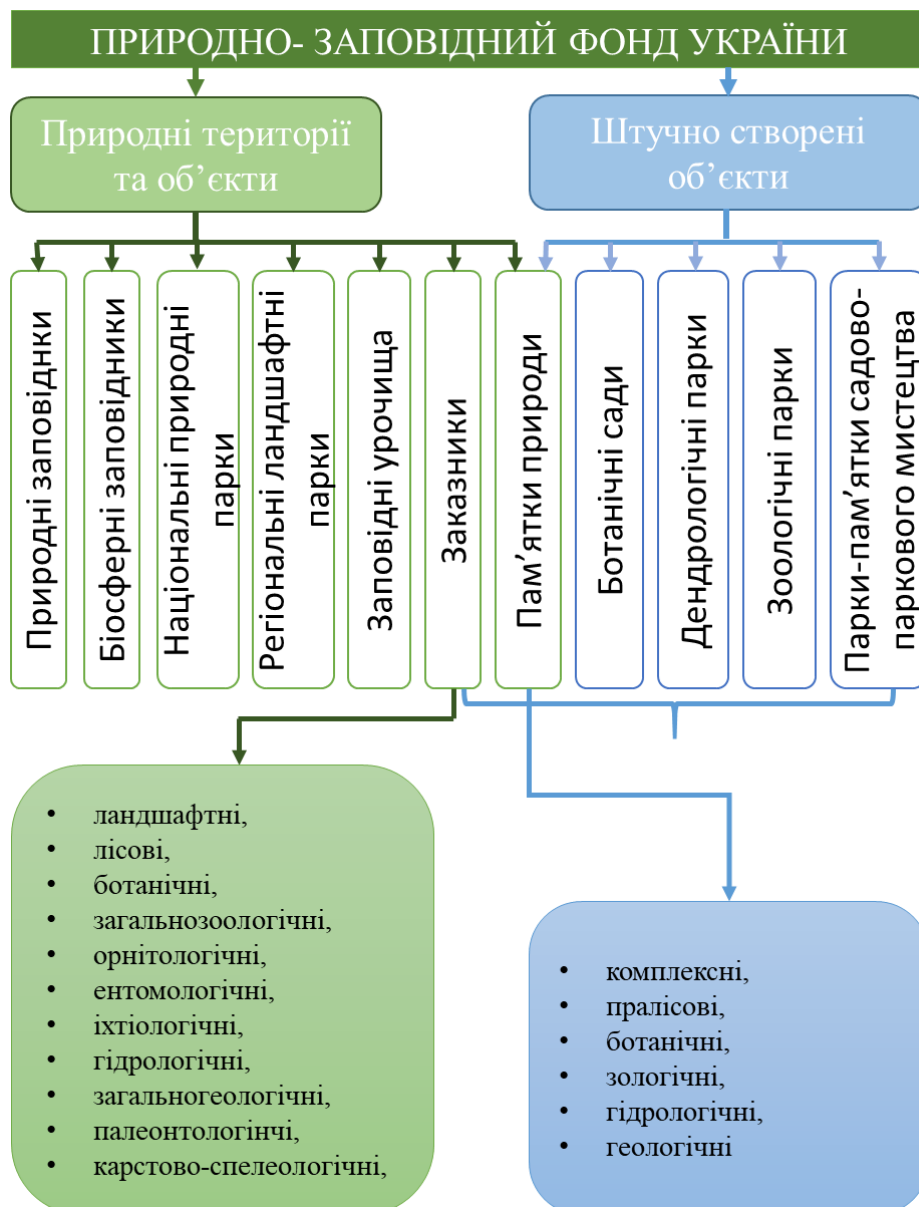 ПРИРОДНО- ЗАПОВІДНИЙ ФОНД УКРАЇНИ
Природні території
та об’єкти
Штучно створені
об’єкти
Природні заповіднки
Біосферні заповідники
Національні природні
парки
Регіональні ландшафтні
парки
Заповідні урочища
Заказники
Пам’ятки природи
Ботанічні сади
Дендрологічні парки
Зоологічні парки
Парки-пам’ятки садово-
паркового мистецтва
• ландшафтні,
• лісові,
• ботанічні,
• загальнозоологічні,
• орнітологічні,
• ентомологічні,
• іхтіологічні,
• гідрологічні,
• загальногеологічні,
• палеонтологінчі,
• карстово-спелеологічні,
• комплексні,
• пралісові,
• ботанічні,
• зологічні,
• гідрологічні,
• геологічні